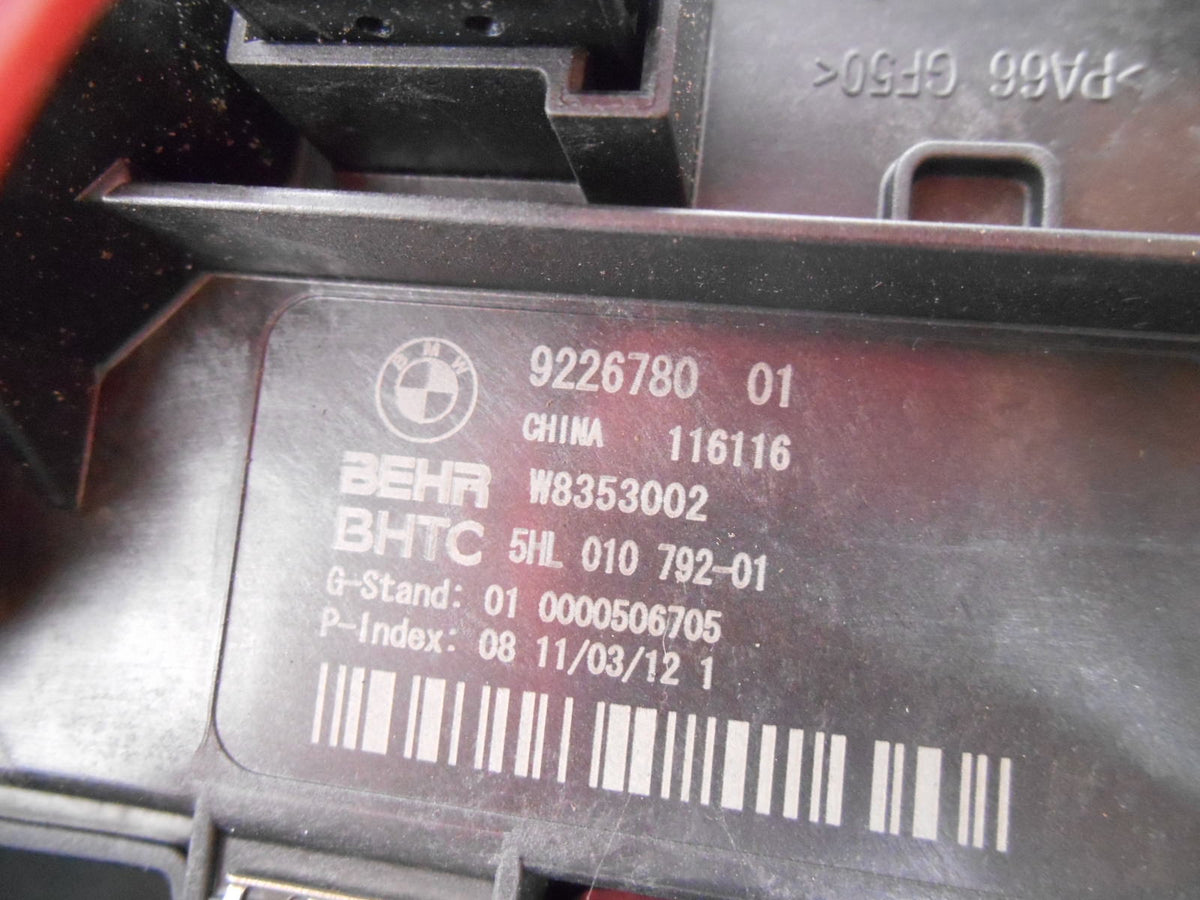 >PA66 GF50<
BMW 9226780 01
CHINA 116116
BEHR W8353002
BHTC 5HL 010 792-01
G-Stand: 01 0000506705
P-Index: 08 11/03/12 1